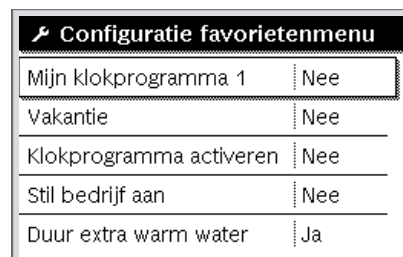 Configuratie favorietenmenu
Mijn klokprogramma 1 Nee
Vakantie Nee
Klokprogramma activeren Nee
Stil bedrijf aan Nee
Duur extra warm water Ja